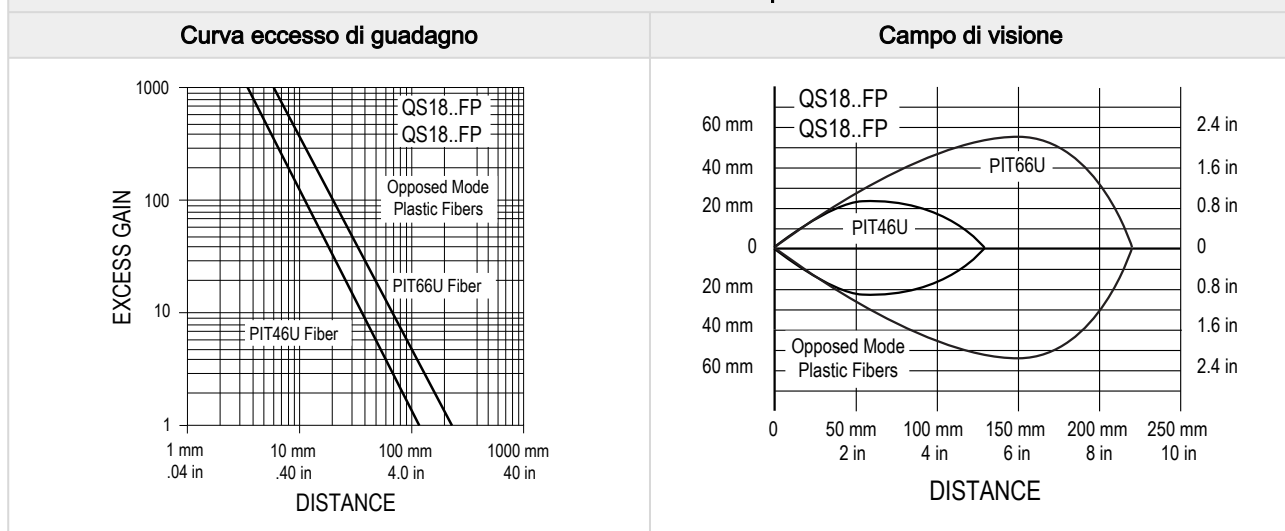 Curva eccesso di guadagno
Campo di visione
1000
100
10
1
EXCESS GAIN
QS18..FP
QS18..FP
Opposed Mode
Plastic Fibers
PIT66U Fiber
PIT46U Fiber
1 mm 10 mm 100 mm 1000 mm
.04 in .40 in 4.0 in 40 in
DISTANCE
QS18..FP
QS18..FP
60 mm 2.4 in
40 mm 1.6 in
PIT66U
20 mm 0.8 in
PIT46U
0 0
20 mm 0.8 in
40 mm 1.6 in
Opposed Mode
Plastic Fibers
60 mm 2.4 in
0 50 mm 100 mm 150 mm 200 mm 250 mm
2 in 4 in 6 in 8 in 10 in
DISTANCE